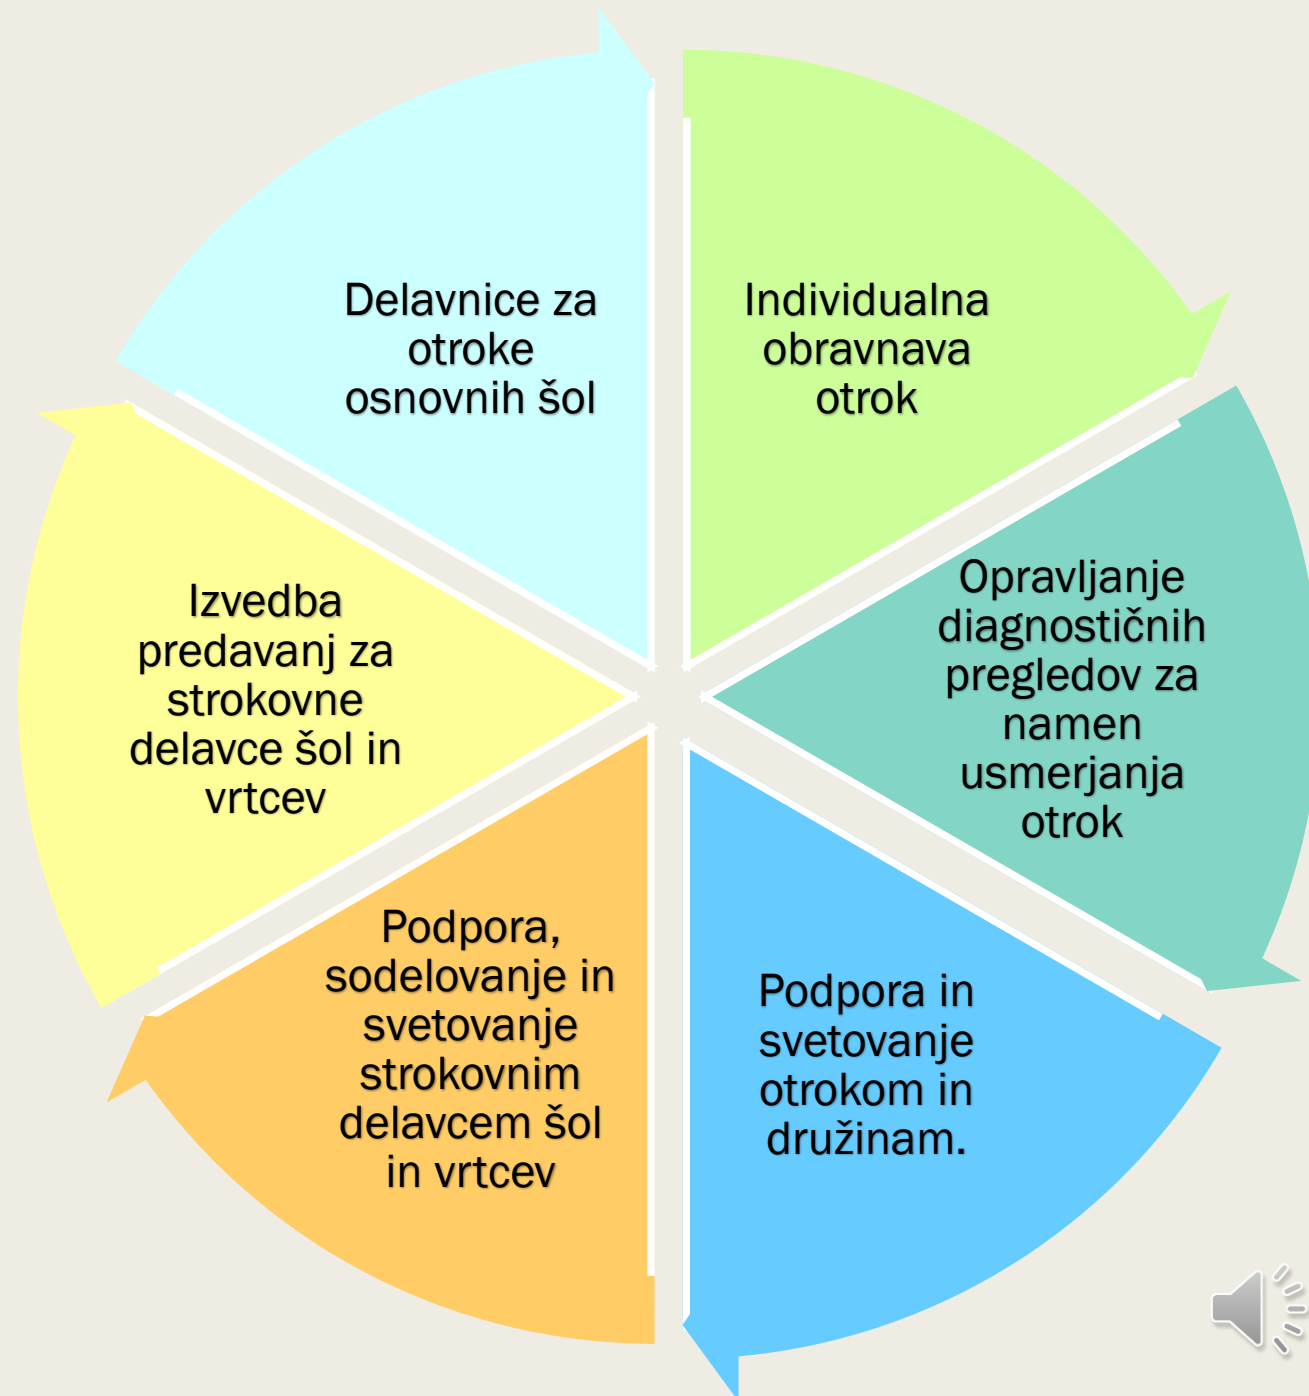 Delavnice za
otroke
osnovnih šol
Individualna
obravnava
otrok
Opravljanje
diagnostičnih
pregledov za
namen
usmerjanja
otrok
Podpora in
svetovanje
otrokom in
družinam.
Podpora,
sodelovanje in
svetovanje
strokovnim
delavcem šol
in vrtcev
Izvedba
predavanj za
strokovne
delavce šol in
vrtcev